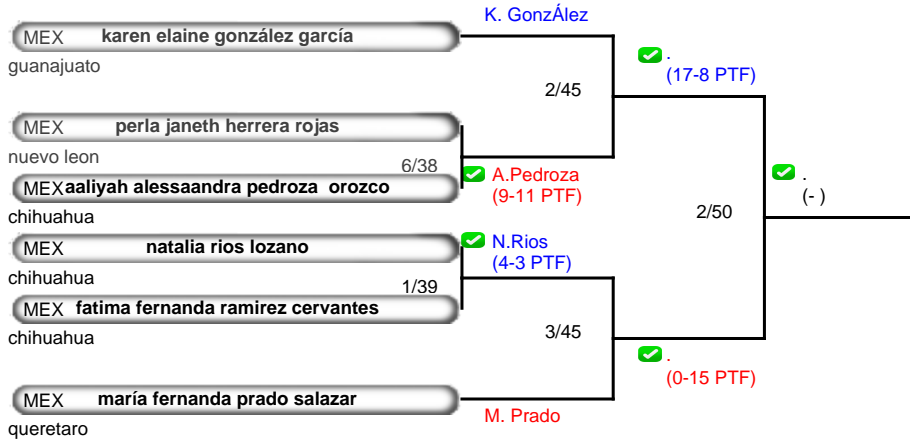 K. GonzÁlez
MEX karen elaine gonzález garcía
guanajuato
.
(17-8 PTF)
2/45
MEX perla janeth herrera rojas
nuevo leon
6/38
A.Pedroza
(9-11 PTF)
MEX aaliyah alessaandra pedroza orozco
chihuahua
.
(- )
2/50
MEX natalia rios lozano
chihuahua
N.Rios
(4-3 PTF)
1/39
MEX fatima fernanda ramirez cervantes
chihuahua
3/45
.
(0-15 PTF)
MEX maría fernanda prado salazar
queretaro
M. Prado